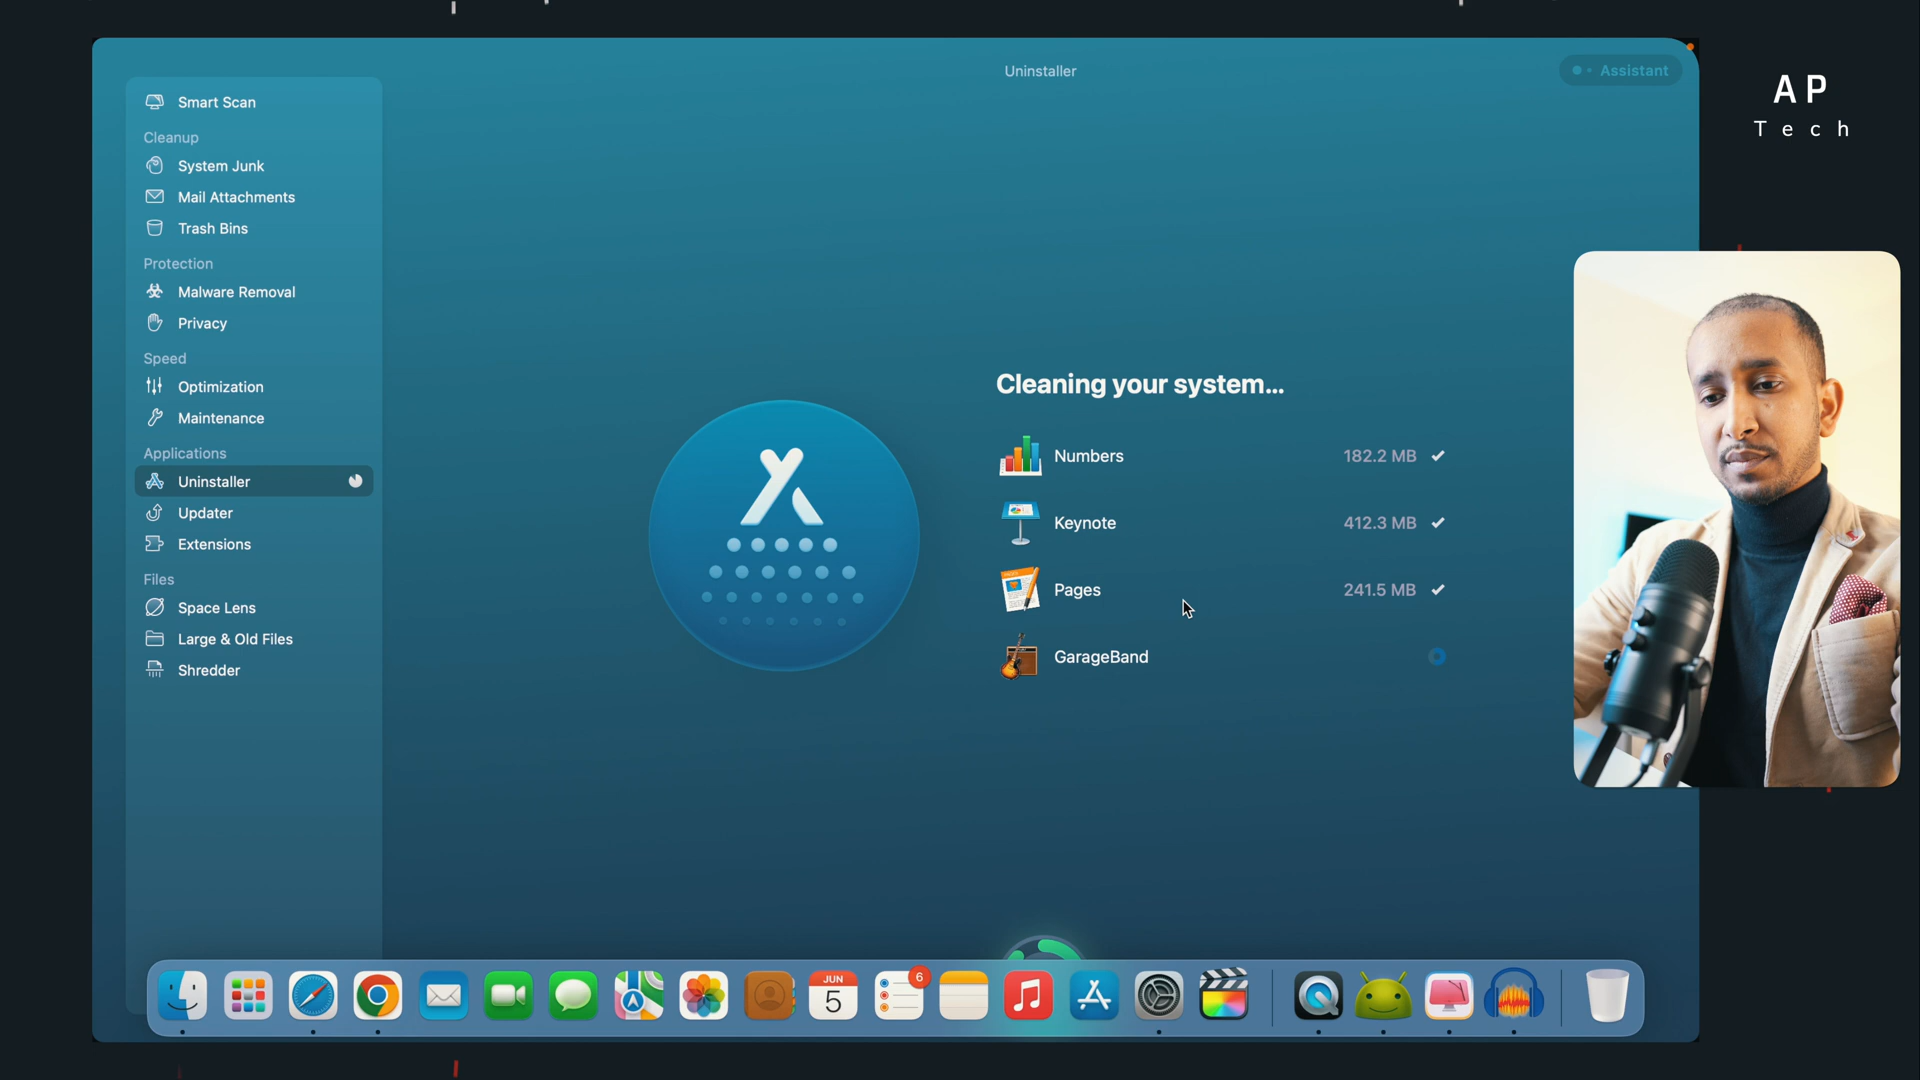 Uninstaller
Assistant
AP
Tech
Smart Scan
Cleanup
System Junk
Mail Attachments
Trash Bins
Protection
Malware Removal
Privacy
Speed
Optimization
Maintenance
Applications
Uninstaller
Updater
Extensions
Files
Space Lens
Large & Old Files
Shredder
Cleaning your system...
Numbers 182.2 MB
Keynote 412.3 MB
Pages 241.5 MB
GarageBand
JUN
5
6